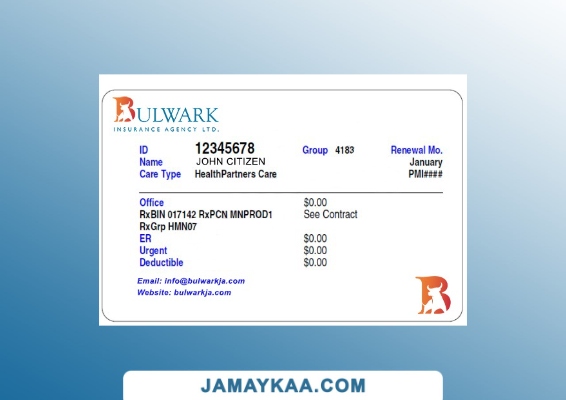 BULWARK
INSURANCE AGENCY LTD.
ID 12345678 Group 4183 Renewal Mo.
Name JOHN CITIZEN January
Care Type HealthPartners Care PMI####
Office $0.00
RxBIN 017142 RxPCN MNPROD1 See Contract
RxGrp HMN07
ER $0.00
Urgent $0.00
Deductible $0.00
Email: info@bulwarkja.com
Website: bulwarkja.com
B
JAMAYKAA.COM